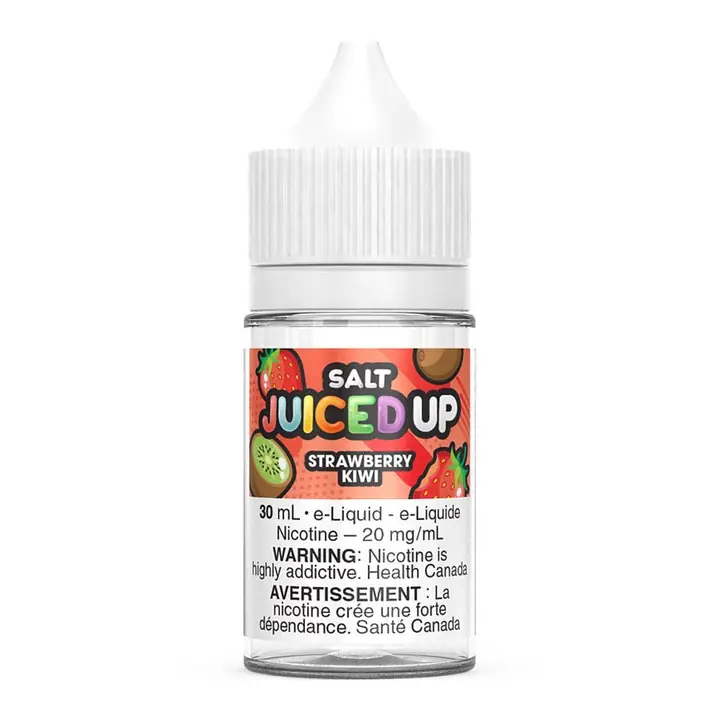 SALT
JUICED UP
STRAWBERRY
KIWI
30 mL • e-Liquid - e-Liquide
Nicotine – 20 mg/mL
WARNING: Nicotine is
highly addictive. Health Canada
AVERTISSEMENT : La
nicotine crée une forte
dépendance. Santé Canada